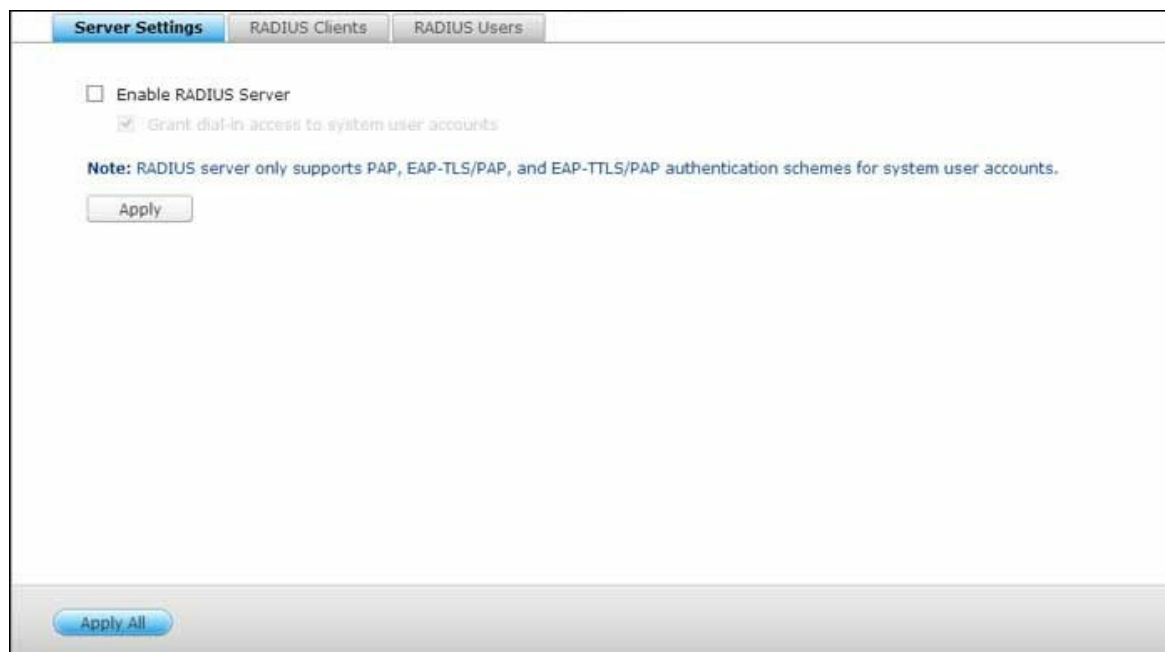 Server Settings RADIUS Clients RADIUS Users
Enable RADIUS Server
Grant dial-in access to system user accounts
Note: RADIUS server only supports PAP, EAP-TLS/PAP, and EAP-TTLS/PAP authentication schemes for system user accounts.
Apply
Apply All